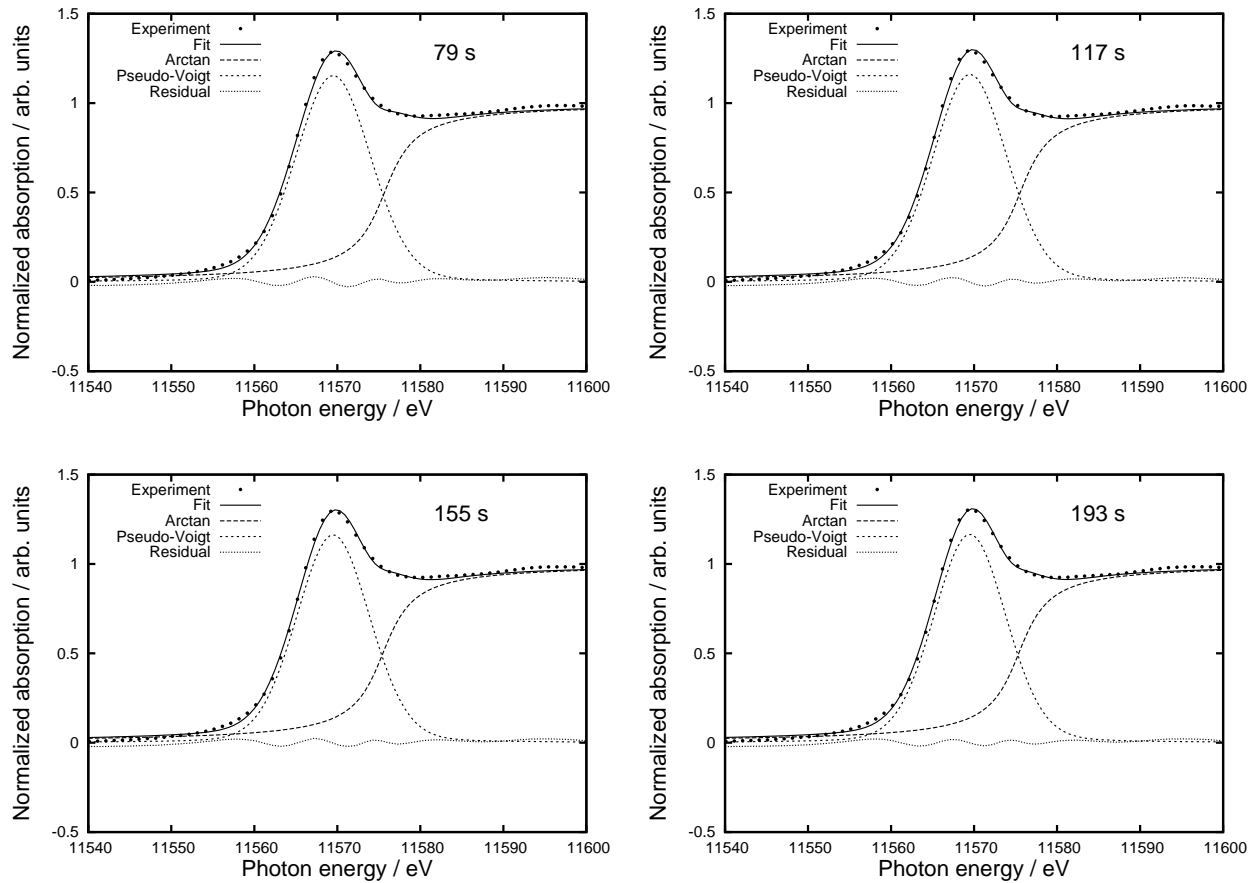 Normalized absorption / arb. units
1.5
1
0.5
0
-0.5
Experiment
Fit
Arctan
Pseudo-Voigt
Residual
79 s
11540 11550 11560 11570 11580 11590 11600
Photon energy / eV
Normalized absorption / arb. units
1.5
1
0.5
0
-0.5
Experiment
Fit
Arctan
Pseudo-Voigt
Residual
117 s
11540 11550 11560 11570 11580 11590 11600
Photon energy / eV
Normalized absorption / arb. units
1.5
1
0.5
0
-0.5
Experiment
Fit
Arctan
Pseudo-Voigt
Residual
155 s
11540 11550 11560 11570 11580 11590 11600
Photon energy / eV
Normalized absorption / arb. units
1.5
1
0.5
0
-0.5
Experiment
Fit
Arctan
Pseudo-Voigt
Residual
193 s
11540 11550 11560 11570 11580 11590 11600
Photon energy / eV